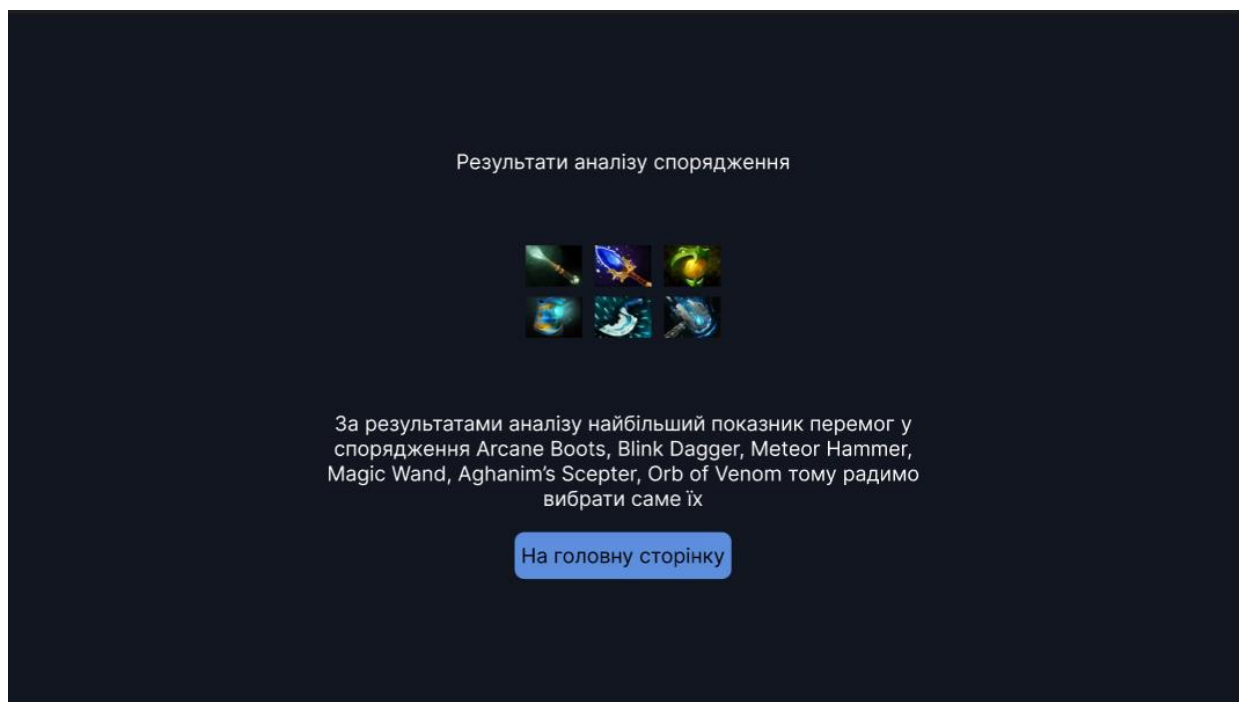 Результати аналізу спорядження
За результатами аналізу найбільший показник перемог у
спорядження Arcane Boots, Blink Dagger, Meteor Hammer,
Magic Wand, Aghanim’s Scepter, Orb of Venom тому радимо
вибрати саме їх
На головну сторінку